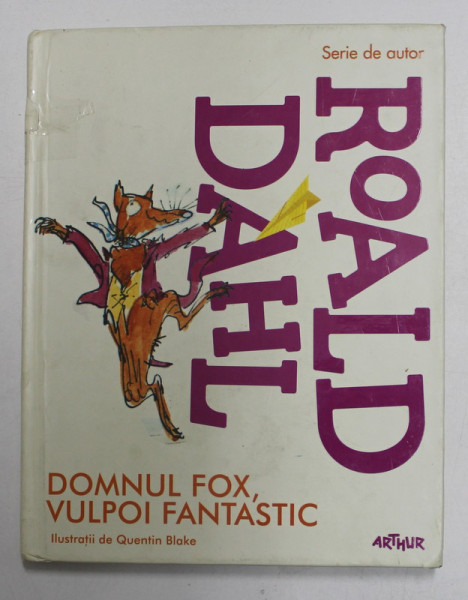 Serie de autor
ROALD
DAHL
DOMNUL FOX,
VULPOI FANTASTIC
Ilustrații de Quentin Blake
ARTHUR